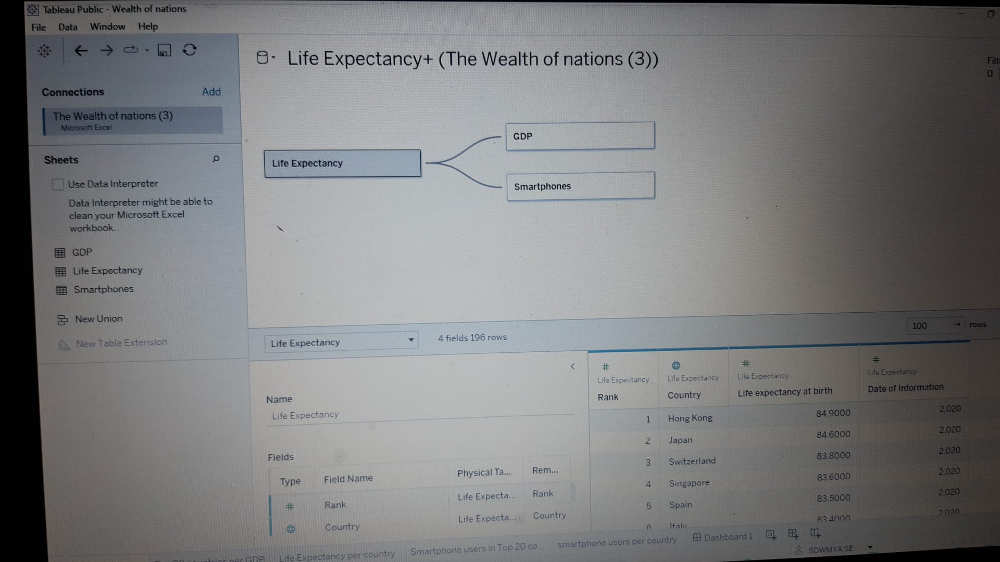 Tableau Public - Wealth of nations
File Data Window Help
Connections Add
The Wealth of nations (3)
Microsoft Excel
Sheets
Use Data Interpreter
Data Interpreter might be able to
clean your Microsoft Excel
workbook.
GDP
Life Expectancy
Smartphones
New Union
New Table Extension
Life Expectancy+ (The Wealth of nations (3))
0
Life Expectancy
GDP
Smartphones
Life Expectancy
4 fields 196 rows
100 → rows
Name
Life Expectancy
Fields
Type Field Name Physical Ta... Rem...
# Rank Life Expecta... Rank
Country Life Expecta... Country
# # #
Life Expectancy Life Expectancy Life Expectancy Life Expectancy
Rank Country Life expectancy at birth Date of Information
1 Hong Kong 84.9000 2,020
2 Japan 84.6000 2,020
3 Switzerland 83.8000 2,020
4 Singapore 83.6000 2,020
5 Spain 83.5000 2,020
6 Italy 83.4000 2,020
countries per GDP Life Expectancy per country Smartphone users in Top 20 co... smartphone users per country Dashboard 1
SOWMYA SE